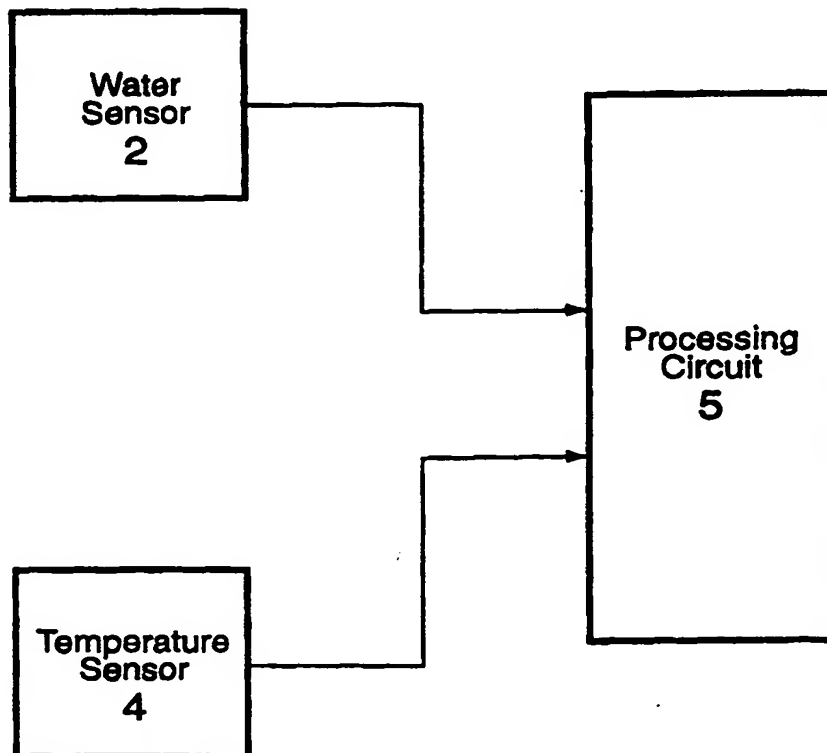 Water
Sensor
2
Processing
Circuit
5
Temperature
Sensor
4